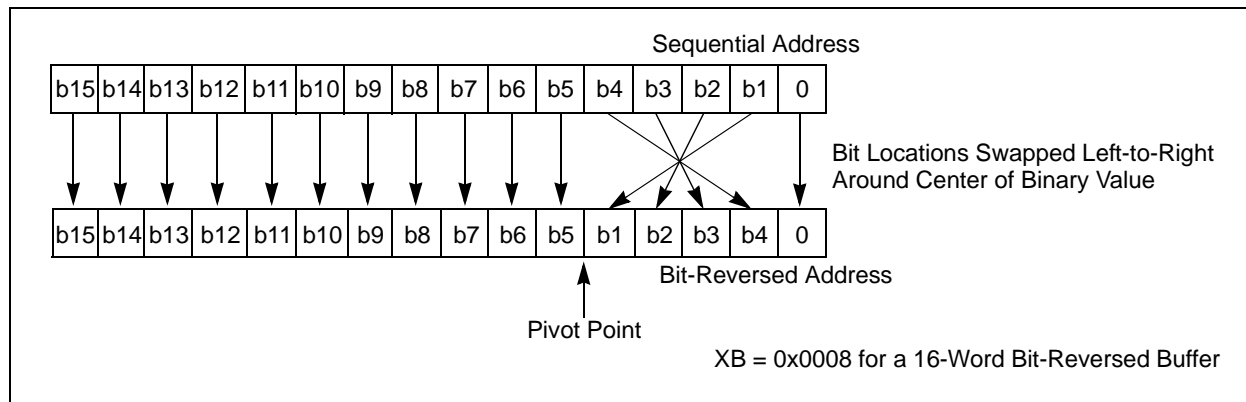 Sequential Address
b15 b14 b13 b12 b11 b10 b9 b8 b7 b6 b5 b4 b3 b2 b1 0
Bit Locations Swapped Left-to-Right
Around Center of Binary Value
b15 b14 b13 b12 b11 b10 b9 b8 b7 b6 b5 b1 b2 b3 b4 0
Bit-Reversed Address
Pivot Point
XB = 0x0008 for a 16-Word Bit-Reversed Buffer